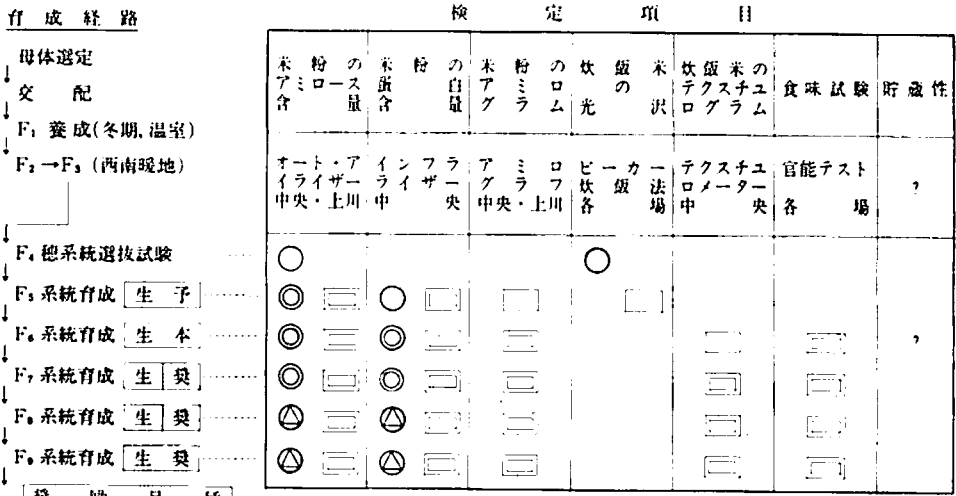 育成経路
検定項目
母体選定
交配
F₁ 養成(冬期,温室)
F₂→F₃ (西南暖地)
F₄ 穂系統選抜試験
F₅ 系統育成 生予
F₆ 系統育成 生本
F₇ 系統育成 生奨
F₈ 系統育成 生奨
F₉ 系統育成 生奨
米粉の
アミロース
含量
米粉の
蛋白
含量
米粉の
アミロ
グラム
炊飯米
の
光沢
炊飯米の
テクスチュ
ログラム
食味試験
貯蔵性
オート・ア
ナライザー
中央・上川
インフラ
ライザー
中央
アミロ
グラフ
中央・上川
ビーカー
炊飯法
各場
テクスチュ
ロメーター
中央
官能テスト
各場
?
?